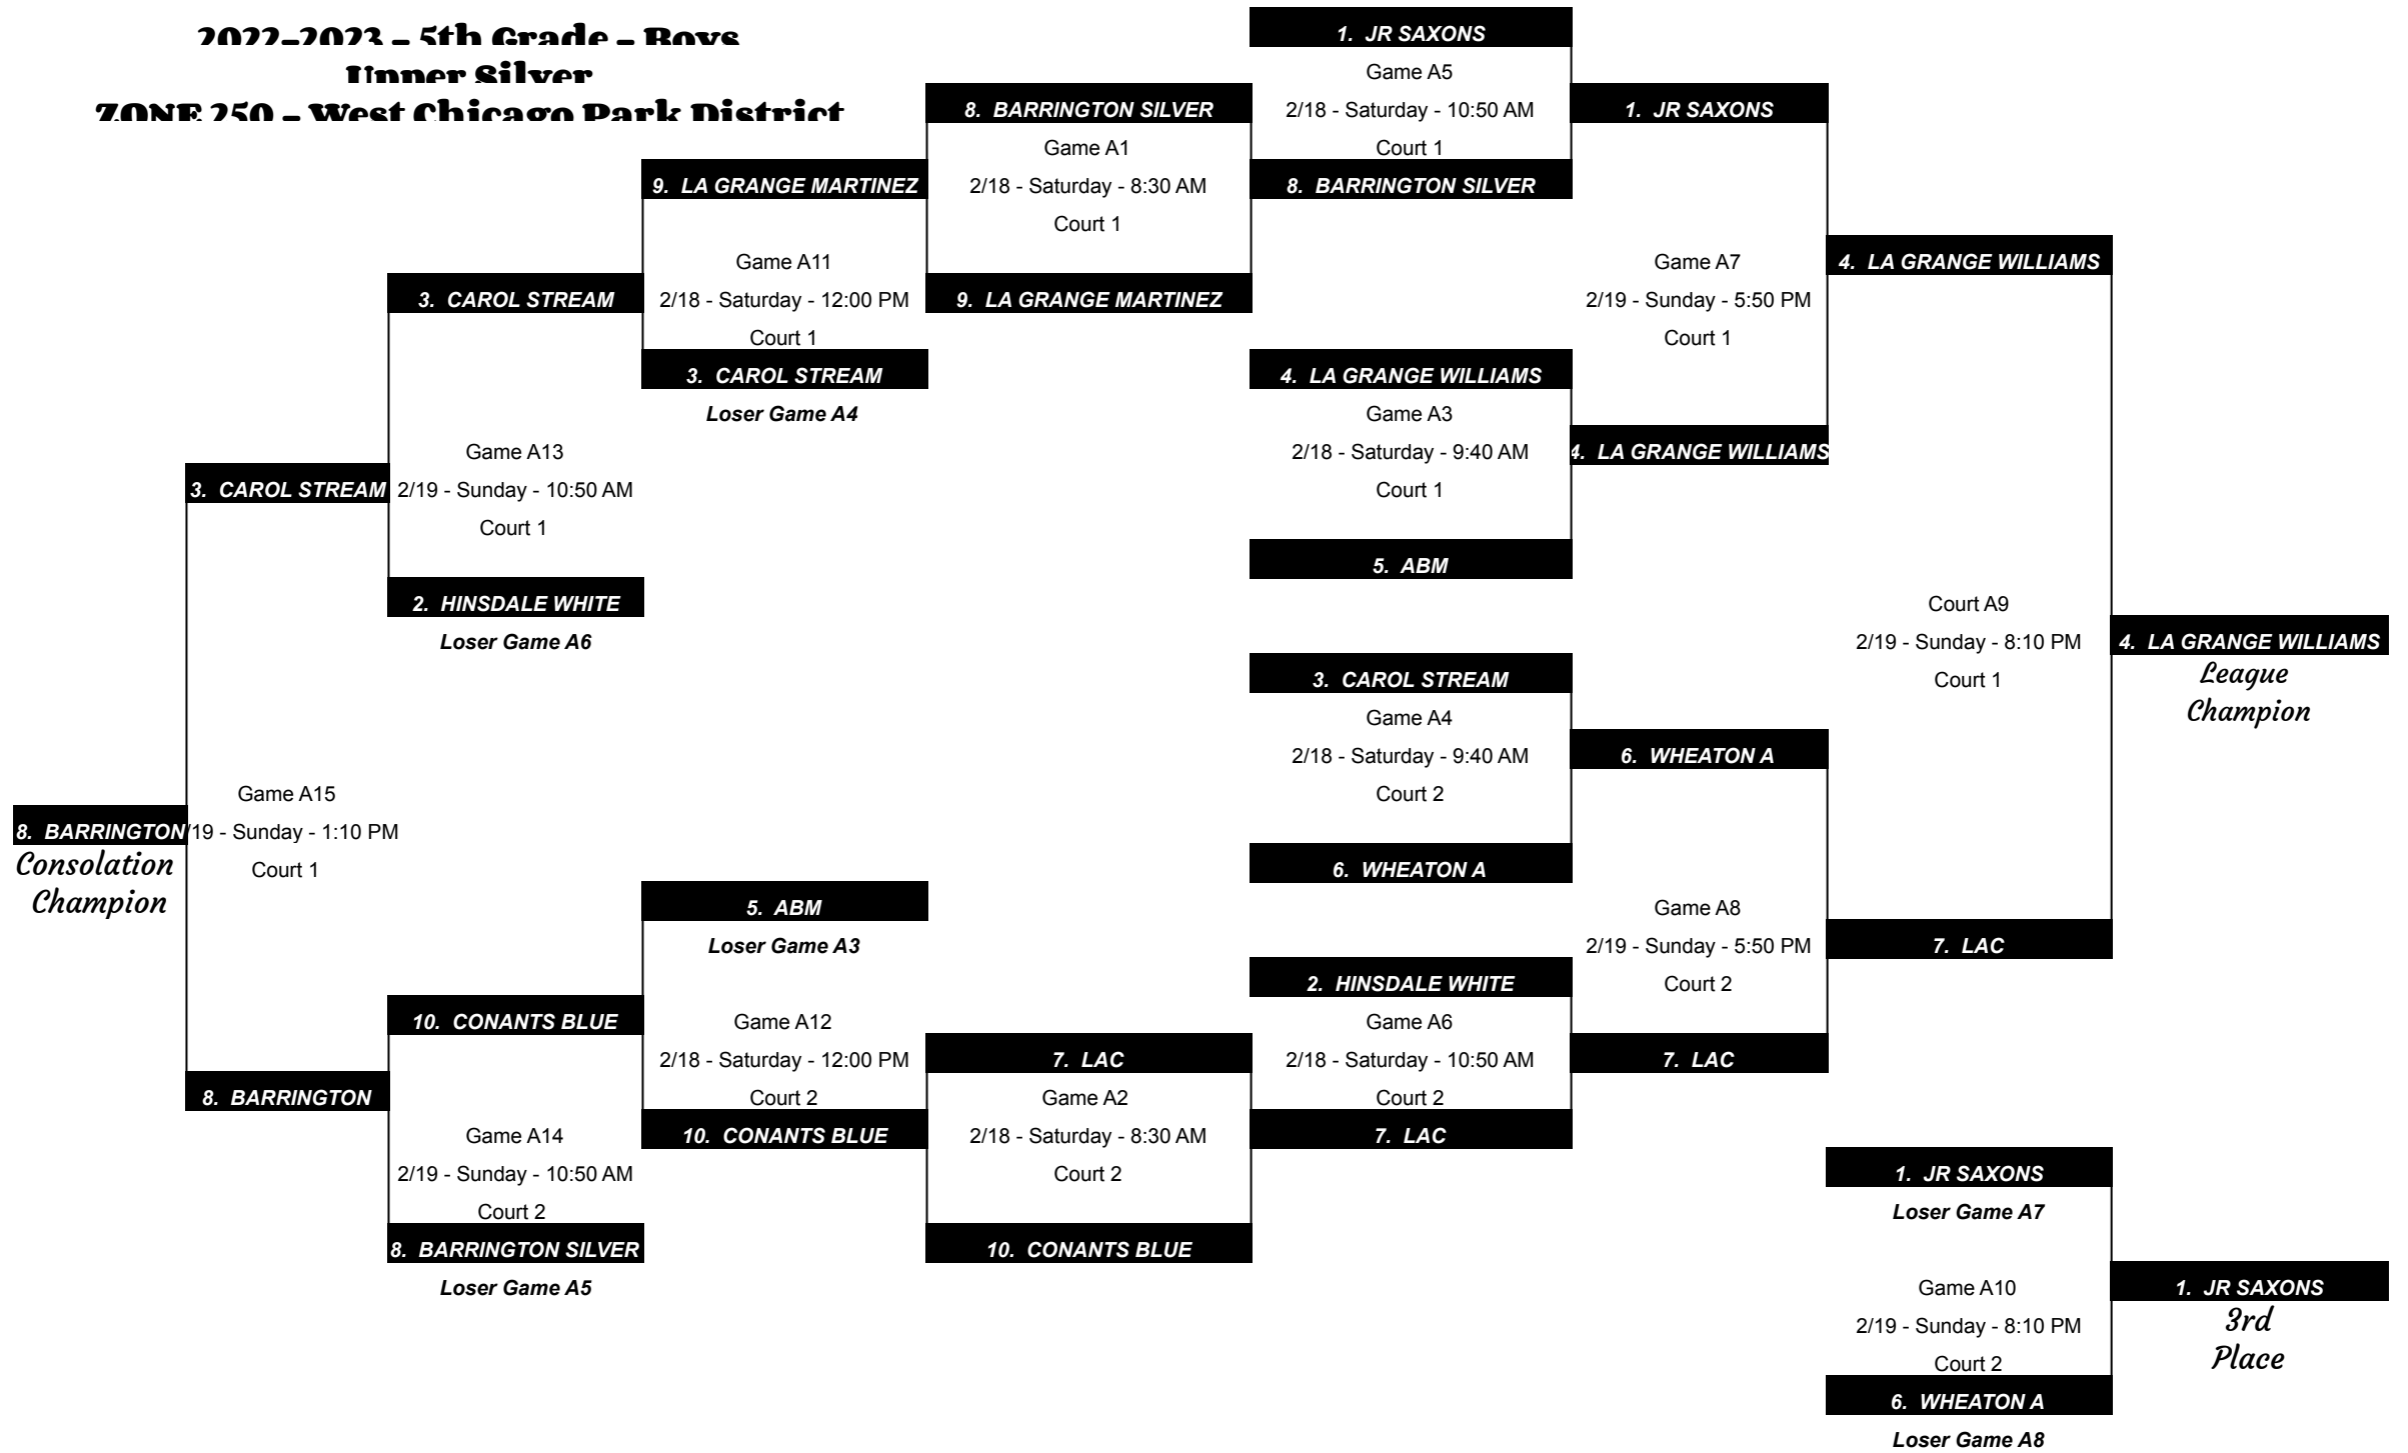 2022-2023 - 5th Grade - Boys
Upper Silver
ZONE 250 - West Chicago Park District
1. JR SAXONS
Game A5
2/18 - Saturday - 10:50 AM
Court 1
8. BARRINGTON SILVER
8. BARRINGTON SILVER
Game A1
2/18 - Saturday - 8:30 AM
Court 1
9. LA GRANGE MARTINEZ
9. LA GRANGE MARTINEZ
Game A11
2/18 - Saturday - 12:00 PM
Court 1
3. CAROL STREAM
Loser Game A4
3. CAROL STREAM
Game A13
2/19 - Sunday - 10:50 AM
Court 1
2. HINSDALE WHITE
Loser Game A6
3. CAROL STREAM
Game A15
/19 - Sunday - 1:10 PM
Court 1
8. BARRINGTON
Consolation
Champion
8. BARRINGTON
10. CONANTS BLUE
Game A14
2/19 - Sunday - 10:50 AM
Court 2
8. BARRINGTON SILVER
Loser Game A5
5. ABM
Loser Game A3
Game A12
2/18 - Saturday - 12:00 PM
Court 2
10. CONANTS BLUE
7. LAC
Game A2
2/18 - Saturday - 8:30 AM
Court 2
10. CONANTS BLUE
4. LA GRANGE WILLIAMS
Game A3
2/18 - Saturday - 9:40 AM
Court 1
5. ABM
3. CAROL STREAM
Game A4
2/18 - Saturday - 9:40 AM
Court 2
6. WHEATON A
2. HINSDALE WHITE
Game A6
2/18 - Saturday - 10:50 AM
Court 2
7. LAC
1. JR SAXONS
Game A7
2/19 - Sunday - 5:50 PM
Court 1
4. LA GRANGE WILLIAMS
6. WHEATON A
Game A8
2/19 - Sunday - 5:50 PM
Court 2
7. LAC
4. LA GRANGE WILLIAMS
Court A9
2/19 - Sunday - 8:10 PM
Court 1
7. LAC
4. LA GRANGE WILLIAMS
League
Champion
1. JR SAXONS
Loser Game A7
Game A10
2/19 - Sunday - 8:10 PM
Court 2
6. WHEATON A
Loser Game A8
1. JR SAXONS
3rd
Place